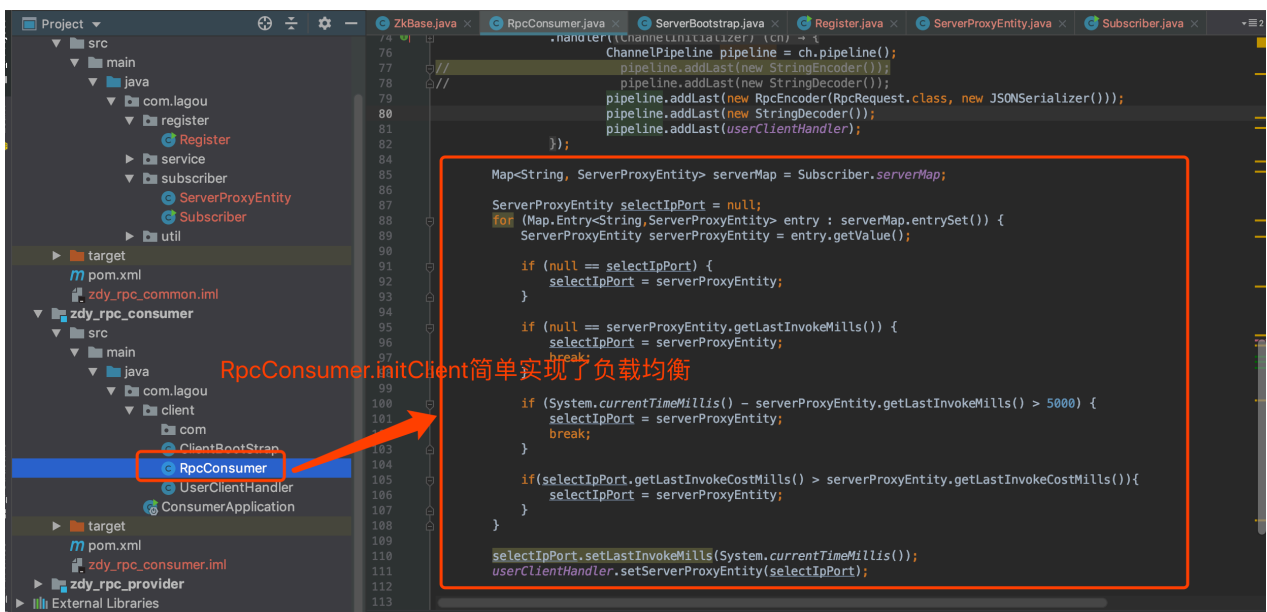 Project
src
main
java
com.lagou
register
Register
service
subscriber
ServerProxyEntity
Subscriber
util
target
pom.xml
zdy_rpc_common.iml
zdy_rpc_consumer
src
main
java
com.lagou
client
com
ClientBootStrap
RpcConsumer
UserClientHandler
ConsumerApplication
target
pom.xml
zdy_rpc_consumer.iml
zdy_rpc_provider
External Libraries
RpcConsumer.initClient简单实现了负载均衡
ZkBase.java
RpcConsumer.java
ServerBootstrap.java
Register.java
ServerProxyEntity.java
Subscriber.java
2
74 .handler((ChannelInitializer) (ch) → {
76 ChannelPipeline pipeline = ch.pipeline();
77 // pipeline.addLast(new StringEncoder());
78 // pipeline.addLast(new StringDecoder());
79 pipeline.addLast(new RpcEncoder(RpcRequest.class, new JSONSerializer()));
80 pipeline.addLast(new StringDecoder());
81 pipeline.addLast(userClientHandler);
82 });
84
85 Map<String, ServerProxyEntity> serverMap = Subscriber.serverMap;
86
87 ServerProxyEntity selectIpPort = null;
88 for (Map.Entry<String,ServerProxyEntity> entry : serverMap.entrySet()) {
89 ServerProxyEntity serverProxyEntity = entry.getValue();
90
91 if (null == selectIpPort) {
92 selectIpPort = serverProxyEntity;
93 }
94
95 if (null == serverProxyEntity.getLastInvokeMills()) {
96 selectIpPort = serverProxyEntity;
97 break;
98 }
99
100 if (System.currentTimeMillis() - serverProxyEntity.getLastInvokeMills() > 5000) {
101 selectIpPort = serverProxyEntity;
break;
103 }
104
105 if(selectIpPort.getLastInvokeCostMills() > serverProxyEntity.getLastInvokeCostMills()){
106 selectIpPort = serverProxyEntity;
107 }
108 }
109
110 selectIpPort.setLastInvokeMills(System.currentTimeMillis());
111 userClientHandler.setServerProxyEntity(selectIpPort);
112
113